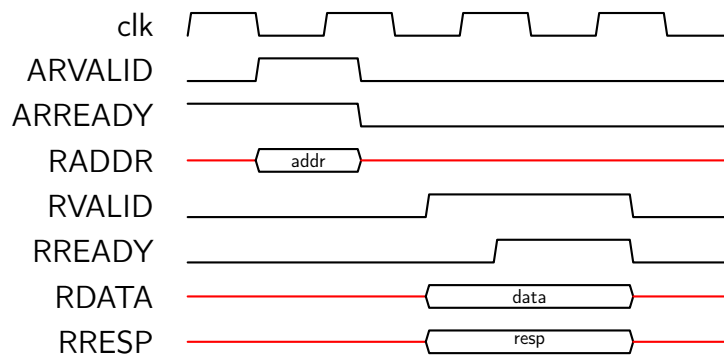 clk
ARVALID
ARREADY
RADDR addr
RVALID
RREADY
RDATA data
RRESP resp